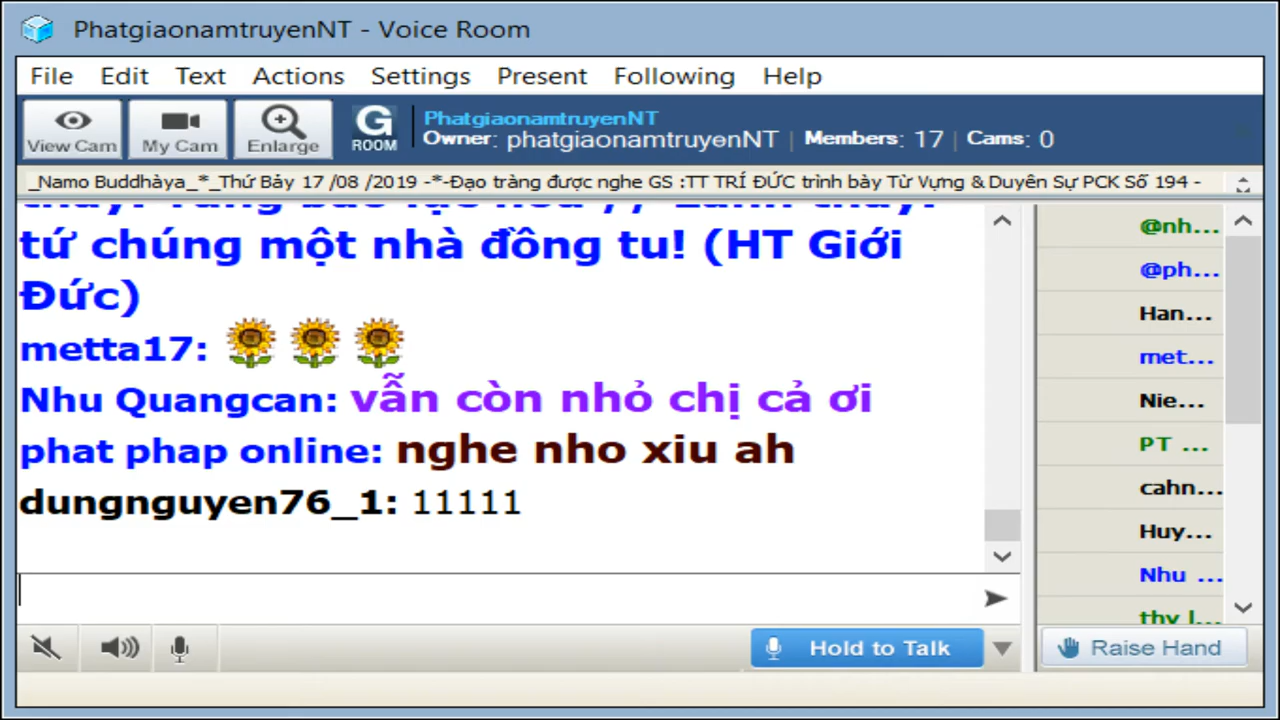 PhatgiaonamtruyenNT - Voice Room
File Edit Text Actions Settings Present Following Help
View Cam My Cam Enlarge G ROOM
PhatgiaonamtruyenNT
Owner: phatgiaonamtruyenNT | Members: 17 | Cams: 0
_Namo Buddhàya_*_Thứ Bảy 17 /08 /2019 -*-Đạo tràng được nghe GS :TT TRÍ ĐỨC trình bày Từ Vựng & Duyên Sự PCK Số 194 -
tứ chúng một nhà đồng tu! (HT Giới
Đức)
metta17:
Nhu Quangcan: vẫn còn nhỏ chị cả ơi
phat phap online: nghe nho xiu ah
dungnguyen76_1: 11111
@nh...
@ph...
Han...
met...
Nie...
PT ...
cahn...
Huy...
Nhu ...
thy l...
Hold to Talk
Raise Hand